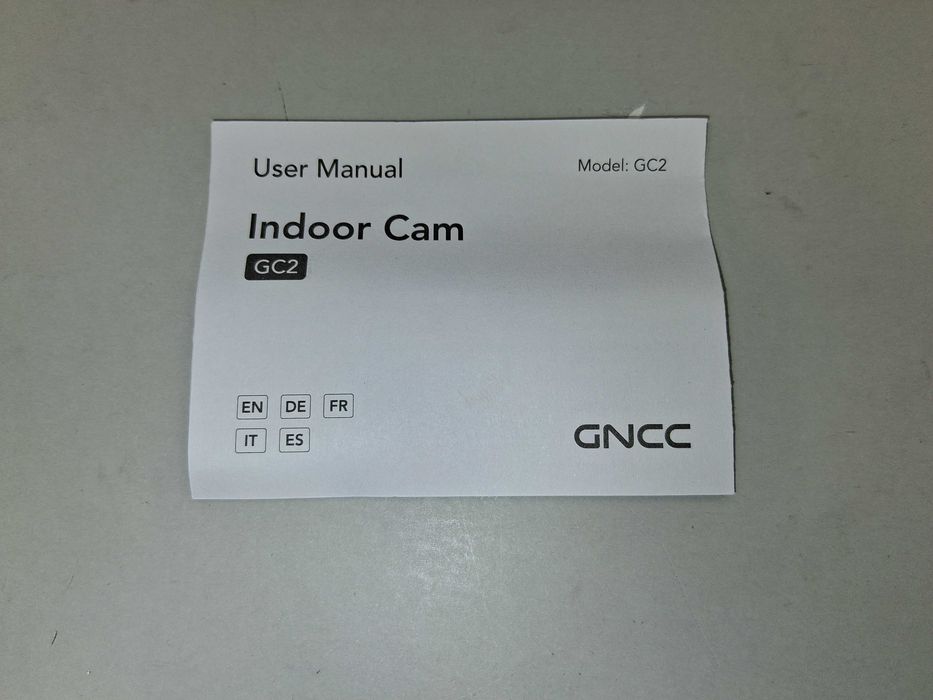 User Manual
Model: GC2
Indoor Cam
GC2
EN DE FR
IT ES
GNCC